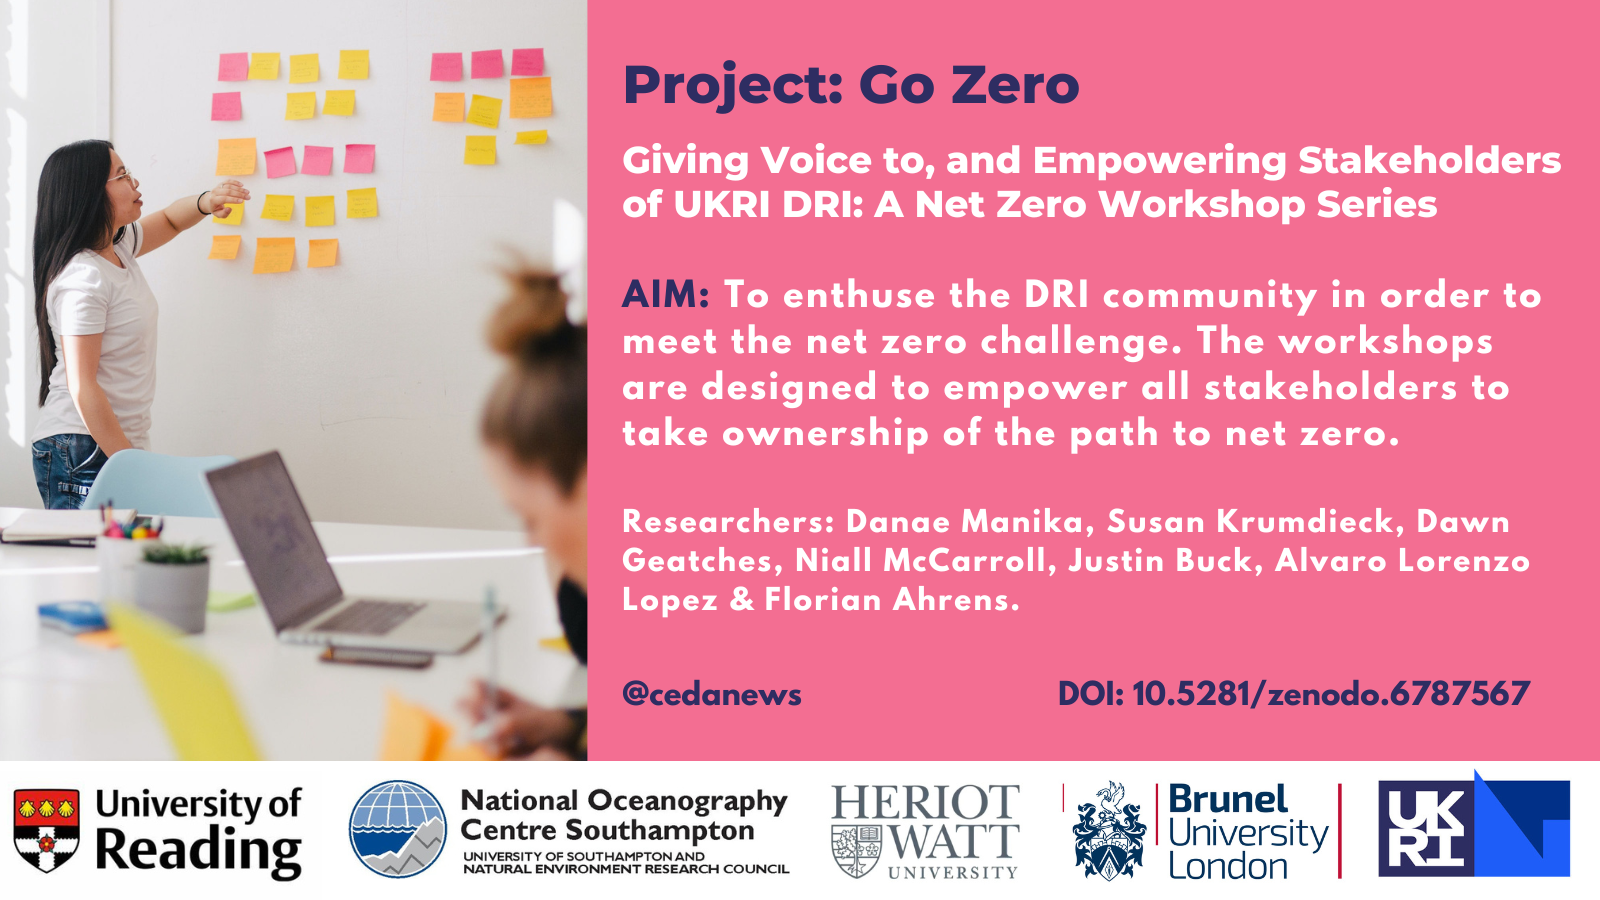 Project: Go Zero
Giving Voice to, and Empowering Stakeholders
of UKRI DRI: A Net Zero Workshop Series
AIM: To enthuse the DRI community in order to
meet the net zero challenge. The workshops
are designed to empower all stakeholders to
take ownership of the path to net zero.
Researchers: Danae Manika, Susan Krumdieck, Dawn
Geatches, Niall McCarroll, Justin Buck, Alvaro Lorenzo
Lopez & Florian Ahrens.
@cedanews
DOI: 10.5281/zenodo.6787567
University of
Reading
National Oceanography
Centre Southampton
UNIVERSITY OF SOUTHAMPTON AND
NATURAL ENVIRONMENT RESEARCH COUNCIL
HERIOT
WATT
UNIVERSITY
Brunel
University
London
UK
RI